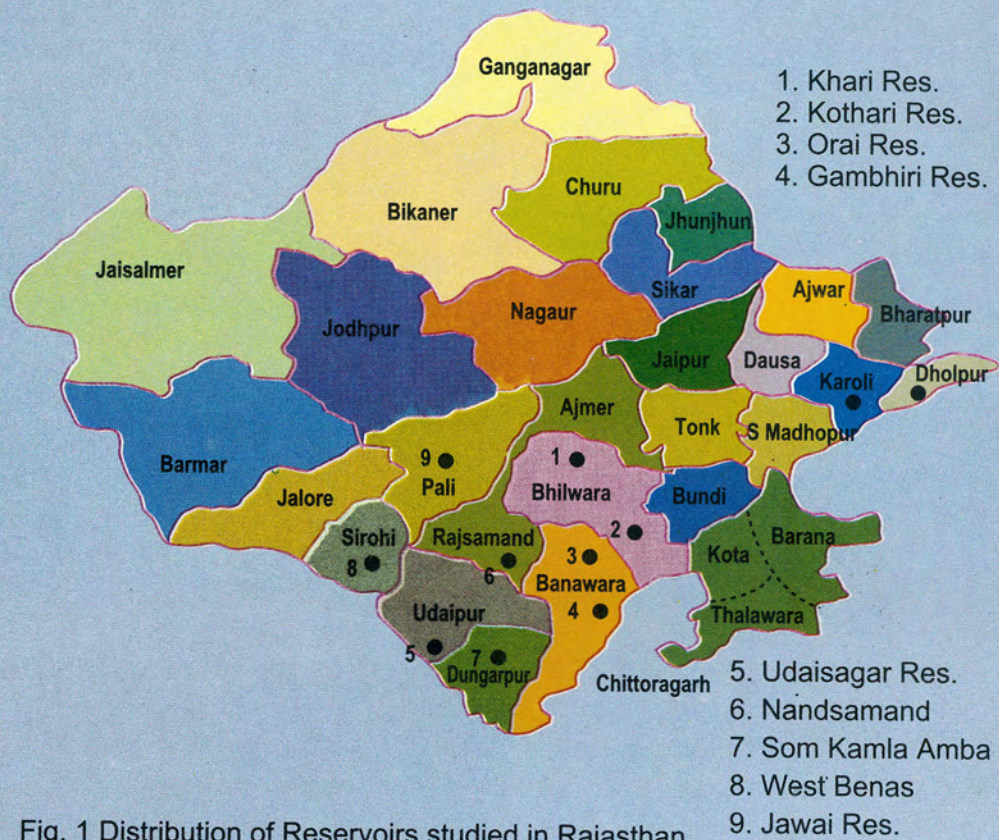 Ganganagar
1. Khari Res.
2. Kothari Res.
3. Orai Res.
4. Gambhiri Res.
Churu
Bikaner
Jhunjhun
Jaisalmer
Sikar
Ajwar
Nagaur
Bharatpur
Jodhpur
Jaipur
Dausa
Karoli
Dholpur
Ajmer
Tonk
S Madhopur
Barmar
9
Pali
1
Bhilwara
Jalore
Bundi
Sirohi
8
Rajsamand
6
2
3
Banawara
4
Kota
Barana
Thalawara
Udaipur
5
7
Dungarpur
Chittoragarh
5. Udaisagar Res.
6. Nandsamand
7. Som Kamla Amba
8. West Benas
9. Jawai Res.
Fig. 1 Distribution of Reservoirs studied in Rajasthan